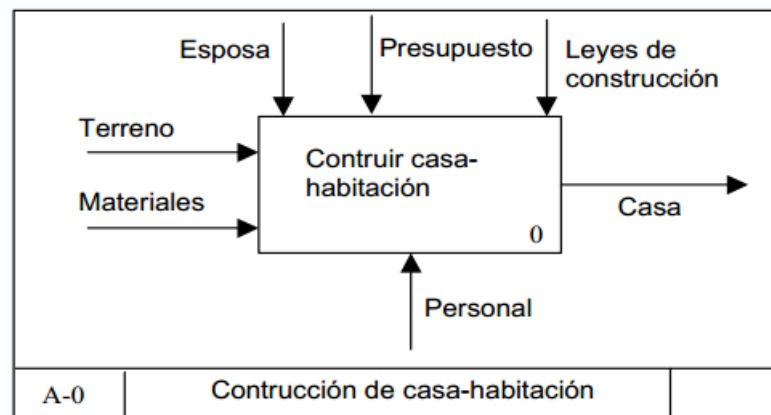 Esposa
Presupuesto
Leyes de
construcción
Terreno
Materiales
Contruir casa-
habitación
0
Casa
Personal
A-0
Contrucción de casa-habitación